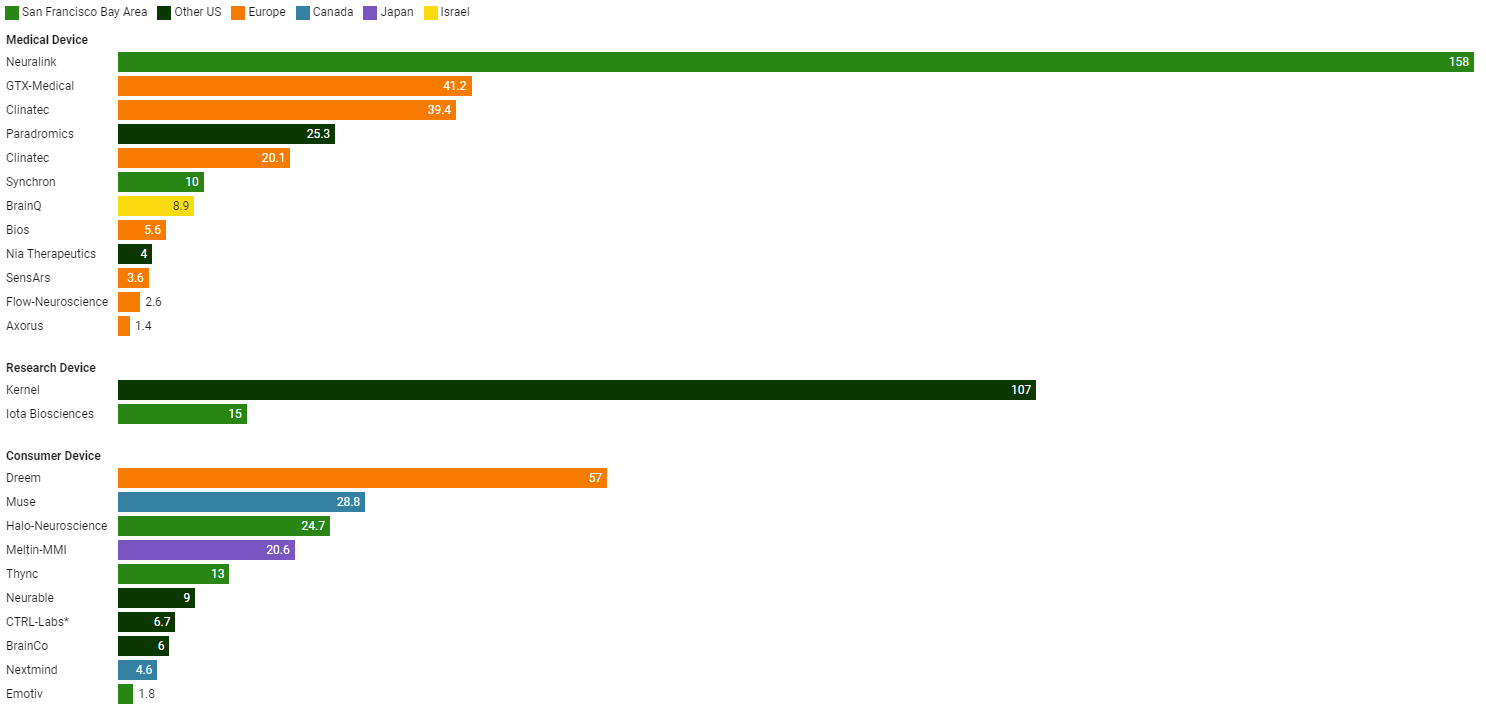 San Francisco Bay Area Other US Europe Canada Japan Israel
Medical Device
Neuralink 158
GTX-Medical 41.2
Clinatec 39.4
Paradromics 25.3
Clinatec 20.1
Synchron 10
BrainQ 8.9
Bios 5.6
Nia Therapeutics 4
SensArs 3.6
Flow-Neuroscience 2.6
Axorus 1.4
Research Device
Kernel 107
Iota Biosciences 15
Consumer Device
Dreem 57
Muse 28.8
Halo-Neuroscience 24.7
Meltin-MMI 20.6
Thync 13
Neurable 9
CTRL-Labs* 6.7
BrainCo 6
Nextmind 4.6
Emotiv 1.8